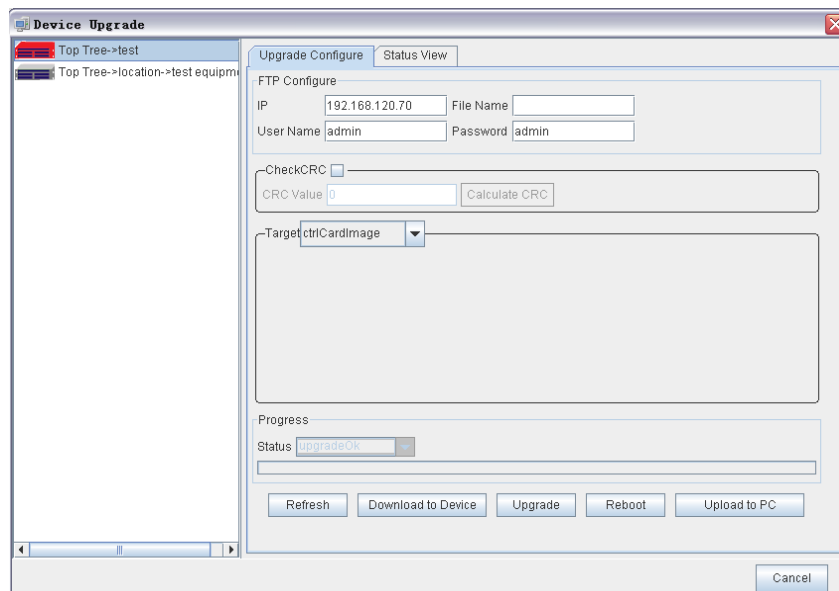 Device Upgrade
Top Tree->test
Top Tree->location->test equipm
Upgrade Configure Status View
FTP Configure
IP 192.168.120.70 File Name
User Name admin Password admin
CheckCRC
CRC Value 0 Calculate CRC
Target ctrlCardImage
Progress
Status upgradeOk
Refresh Download to Device Upgrade Reboot Upload to PC
Cancel